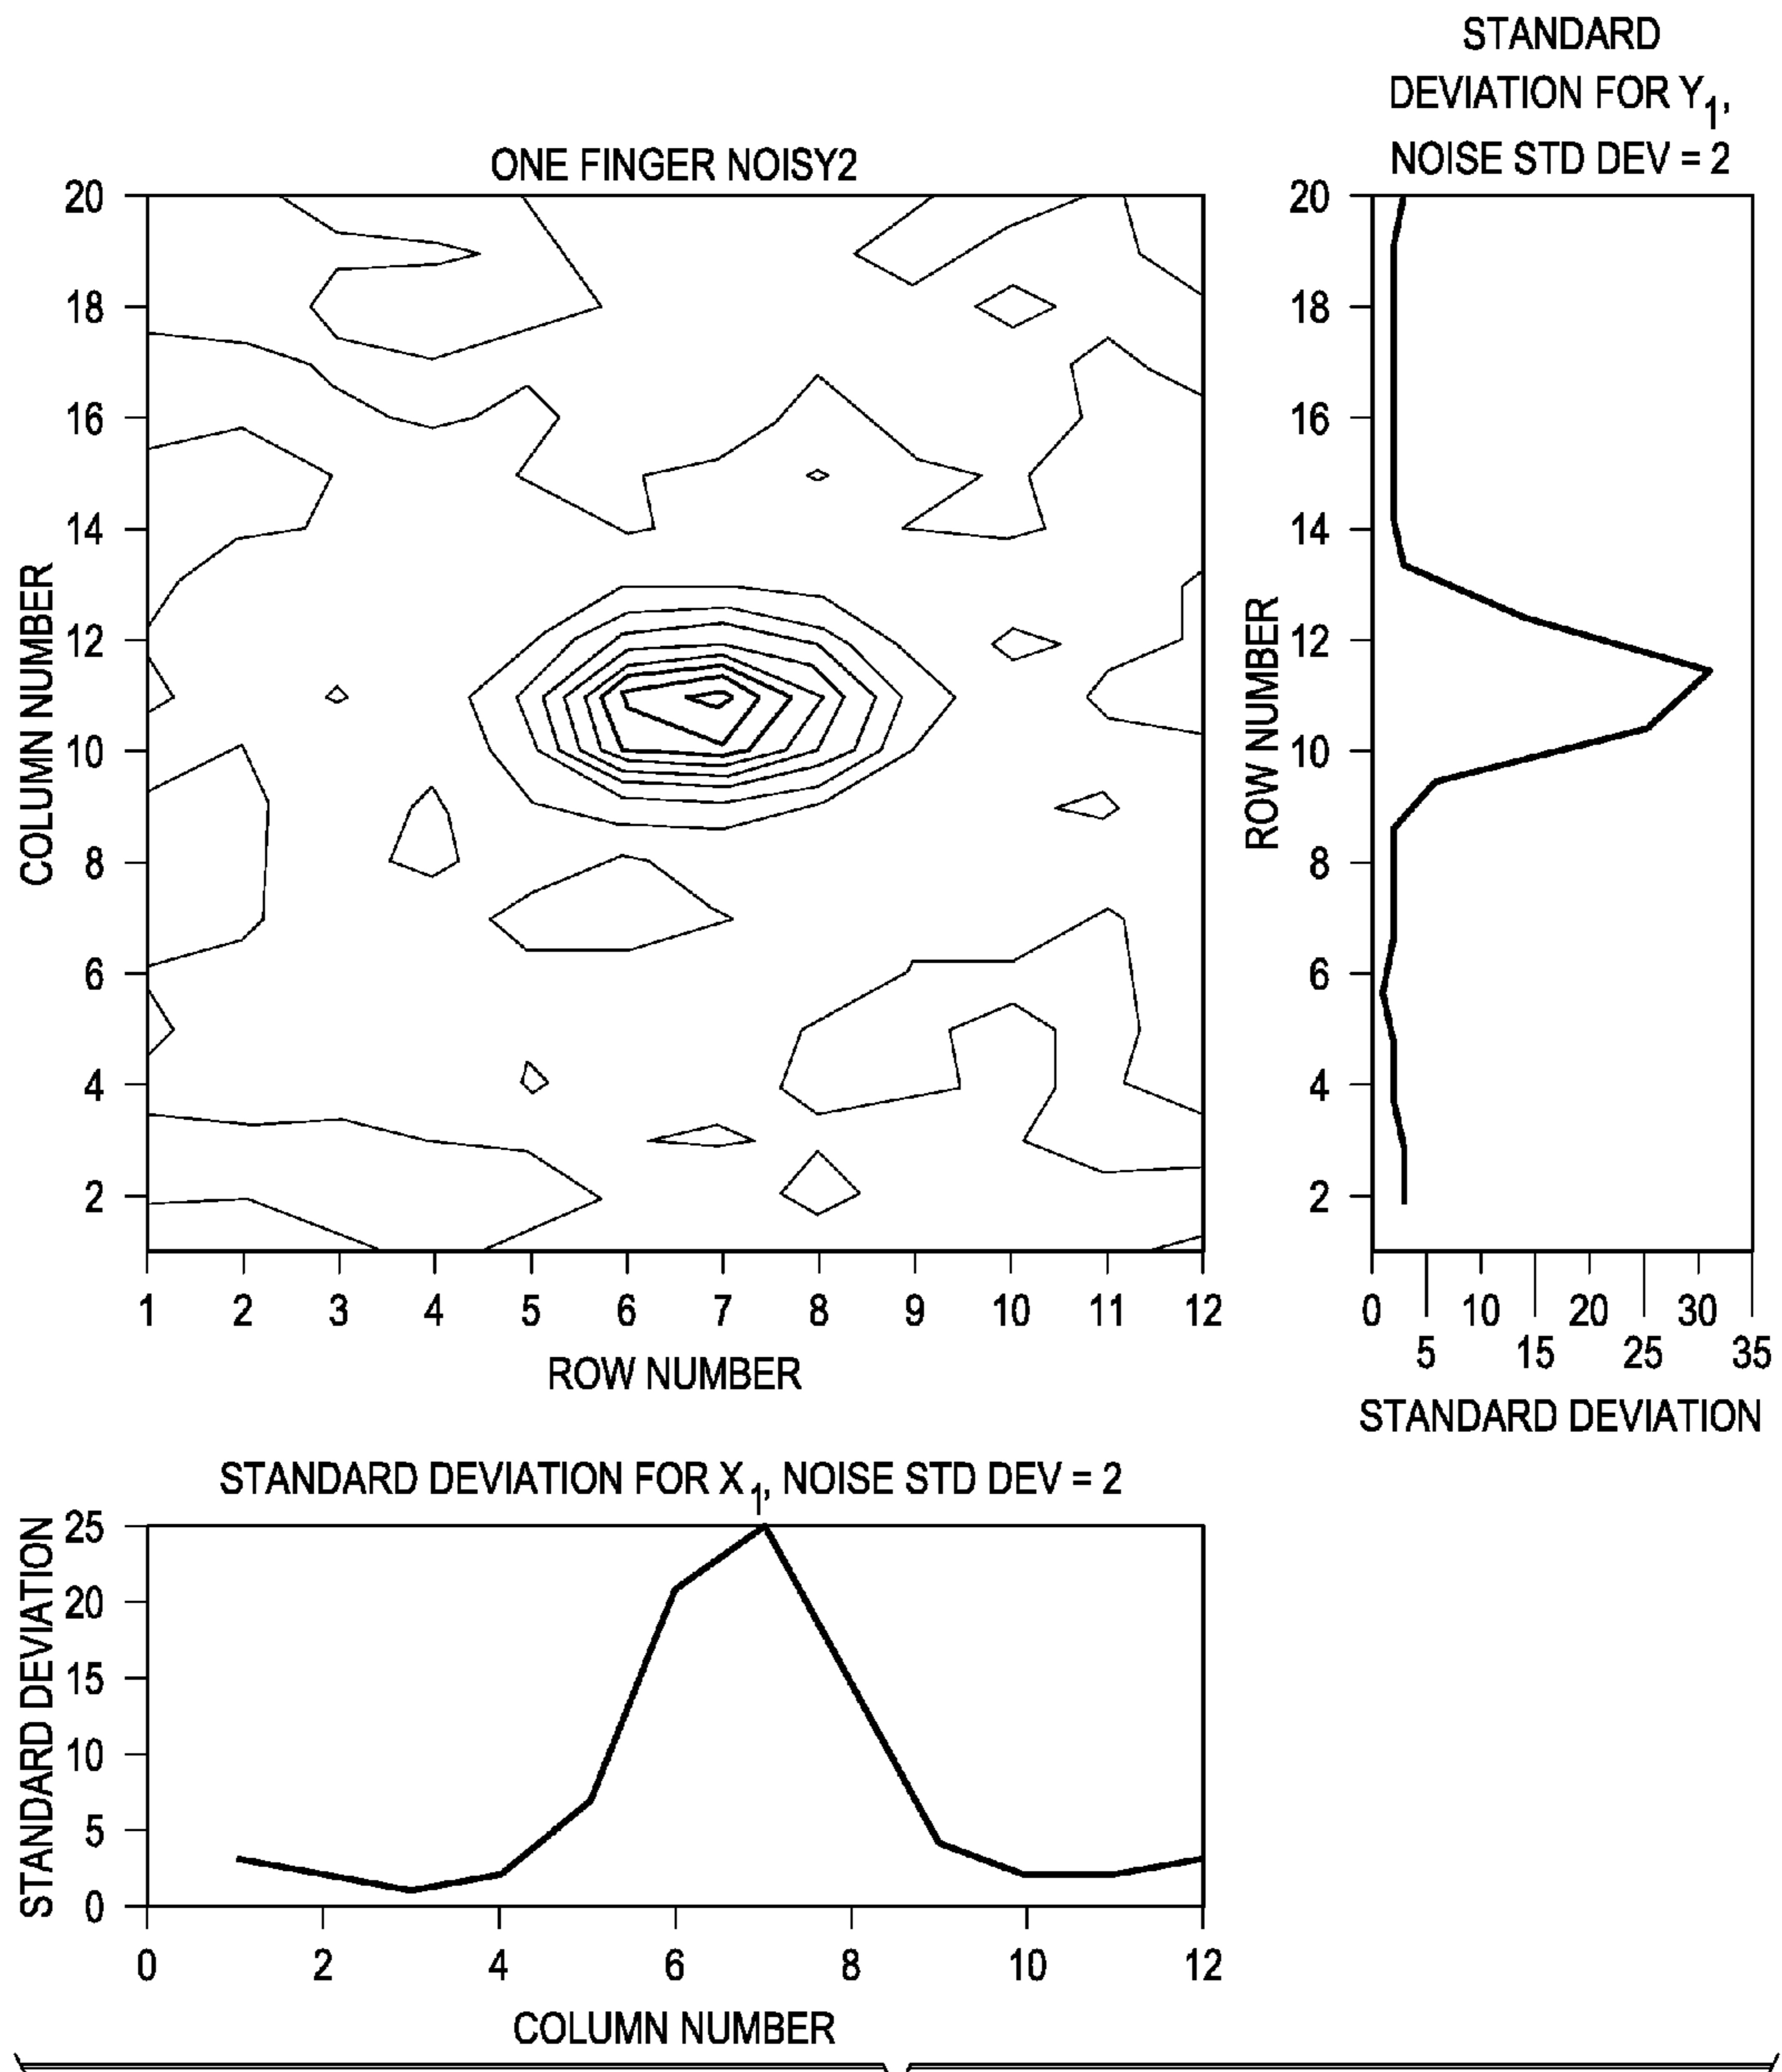 STANDARD
DEVIATION FOR Y1,
NOISE STD DEV = 2
ONE FINGER NOISY2
20
18
16
14
12
10
8
6
4
2
COLUMN NUMBER
1 2 3 4 5 6 7 8 9 10 11 12
ROW NUMBER
20
18
16
14
12
10
8
6
4
2
ROW NUMBER
0 10 20 30
5 15 25 35
STANDARD DEVIATION
STANDARD DEVIATION FOR X1, NOISE STD DEV = 2
25
20
15
10
5
0
STANDARD DEVIATION
0 2 4 6 8 10 12
COLUMN NUMBER